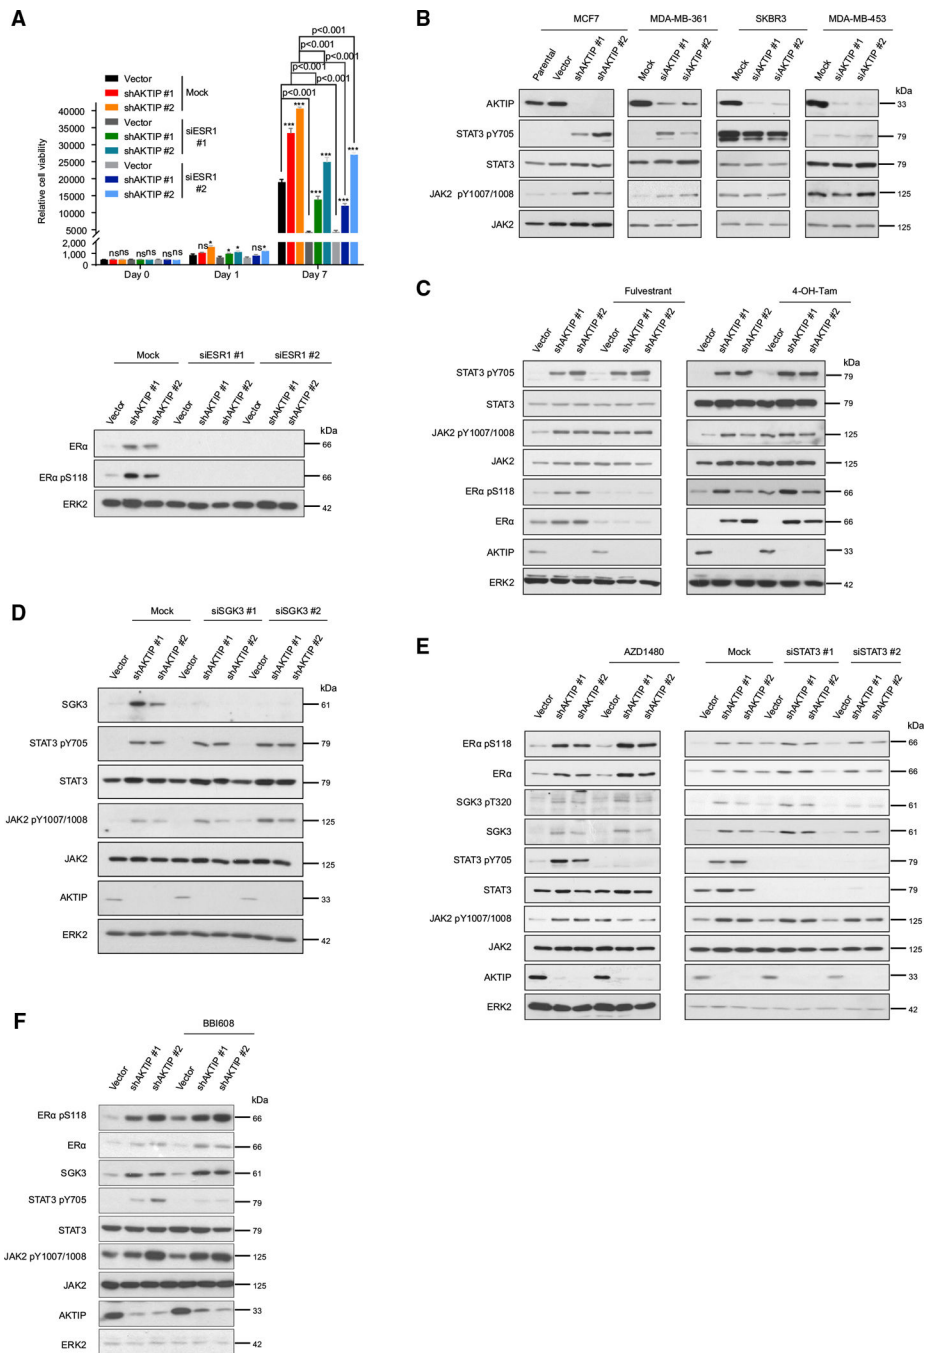 A
Relative cell viability
40000
35000
30000
25000
20000
15000
10000
5000
2,000
1,000
0
Vector
shAKTIP #1
shAKTIP #2
Mock
Vector
shAKTIP #1
shAKTIP #2
siESR1
#1
Vector
shAKTIP #1
shAKTIP #2
siESR1
#2
p<0.001
p<0.001
p<0.001
p<0.001
p<0.001
p<0.001
*** *** *** *** *** ***
ns ns ns ns ns ns
ns * * * ns *
Day 0 Day 1 Day 7
Mock siESR1 #1 siESR1 #2
Vector shAKTIP #1 shAKTIP #2 Vector shAKTIP #1 shAKTIP #2 Vector shAKTIP #1 shAKTIP #2
kDa
ERα 66
ERα pS118 66
ERK2 42
B
MCF7 MDA-MB-361 SKBR3 MDA-MB-453
Parental Vector shAKTIP #1 shAKTIP #2 Mock siAKTIP #1 siAKTIP #2 Mock siAKTIP #1 siAKTIP #2 Mock siAKTIP #1 siAKTIP #2
kDa
AKTIP 33
STAT3 pY705 79
STAT3 79
JAK2 pY1007/1008 125
JAK2 125
C
Fulvestrant 4-OH-Tam
Vector shAKTIP #1 shAKTIP #2 Vector shAKTIP #1 shAKTIP #2 Vector shAKTIP #1 shAKTIP #2 Vector shAKTIP #1 shAKTIP #2
kDa
STAT3 pY705 79
STAT3 79
JAK2 pY1007/1008 125
JAK2 125
ERα pS118 66
ERα 66
AKTIP 33
ERK2 42
D
Mock siSGK3 #1 siSGK3 #2
Vector shAKTIP #1 shAKTIP #2 Vector shAKTIP #1 shAKTIP #2 Vector shAKTIP #1 shAKTIP #2
kDa
SGK3 61
STAT3 pY705 79
STAT3 79
JAK2 pY1007/1008 125
JAK2 125
AKTIP 33
ERK2 42
E
AZD1480 Mock siSTAT3 #1 siSTAT3 #2
Vector shAKTIP #1 shAKTIP #2 Vector shAKTIP #1 shAKTIP #2 Vector shAKTIP #1 shAKTIP #2 Vector shAKTIP #1 shAKTIP #2 Vector shAKTIP #1 shAKTIP #2
kDa
ERα pS118 66
ERα 66
SGK3 pT320 61
SGK3 61
STAT3 pY705 79
STAT3 79
JAK2 pY1007/1008 125
JAK2 125
AKTIP 33
ERK2 42
F
BBI608
Vector shAKTIP #1 shAKTIP #2 Vector shAKTIP #1 shAKTIP #2
kDa
ERα pS118 66
ERα 66
SGK3 61
STAT3 pY705 79
STAT3 79
JAK2 pY1007/1008 125
JAK2 125
AKTIP 33
ERK2 42